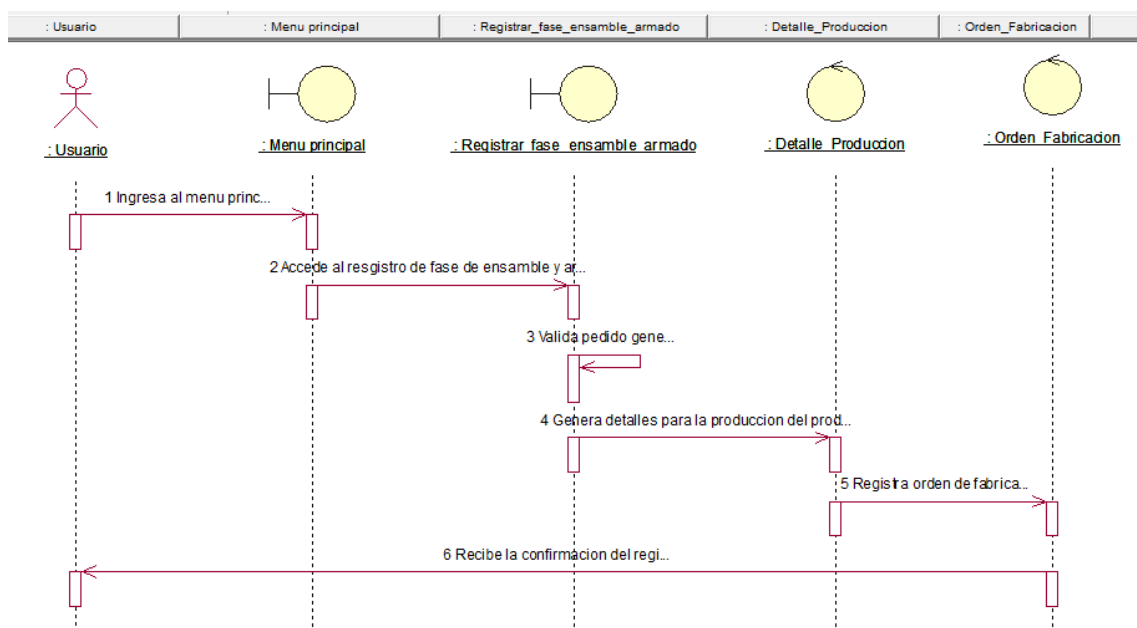 : Usuario
: Menu principal
: Registrar_fase_ensamble_armado
: Detalle_Produccion
: Orden_Fabricacion
: Usuario
: Menu principal
: Registrar_fase_ensamble_armado
: Detalle_Produccion
: Orden_Fabricacion
1 Ingresa al menu princ...
2 Accede al resgistro de fase de ensamble y ar...
3 Valida pedido gene...
4 Genera detalles para la produccion del prod...
5 Registra orden de fabrica...
6 Recibe la confirmacion del regi...